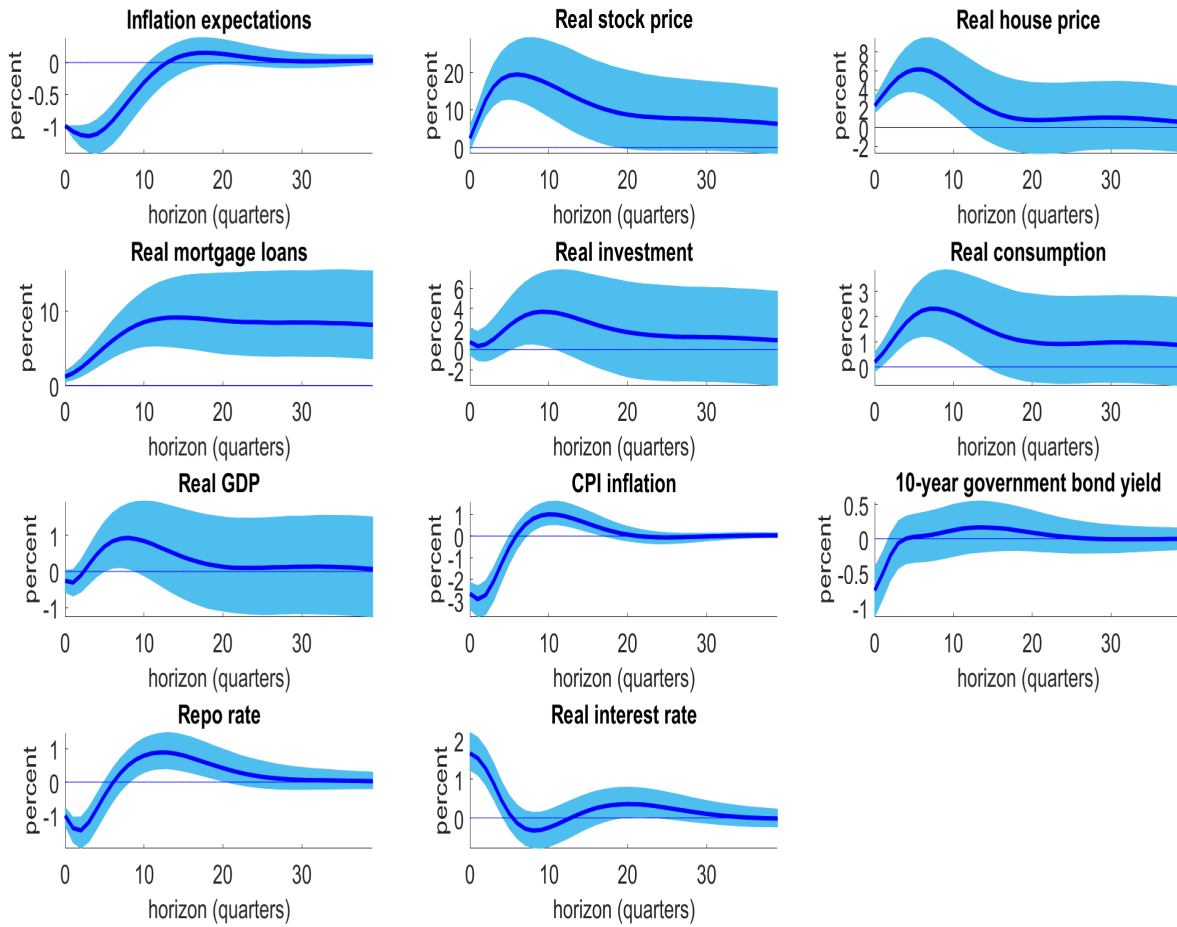 Inflation expectations
percent
0
-0.5
-1
0 10 20 30
horizon (quarters)
Real stock price
percent
20
10
0
0 10 20 30
horizon (quarters)
Real house price
percent
8
6
4
2
0
-2
0 10 20 30
horizon (quarters)
Real mortgage loans
percent
10
0
0 10 20 30
horizon (quarters)
Real investment
percent
6
4
2
0
-2
0 10 20 30
horizon (quarters)
Real consumption
percent
3
2
1
0
0 10 20 30
horizon (quarters)
Real GDP
percent
1
0
-1
0 10 20 30
horizon (quarters)
CPI inflation
percent
1
0
-1
-2
-3
0 10 20 30
horizon (quarters)
10-year government bond yield
percent
0.5
0
-0.5
-1
0 10 20 30
horizon (quarters)
Repo rate
percent
1
0
-1
0 10 20 30
horizon (quarters)
Real interest rate
percent
2
1
0
0 10 20 30
horizon (quarters)